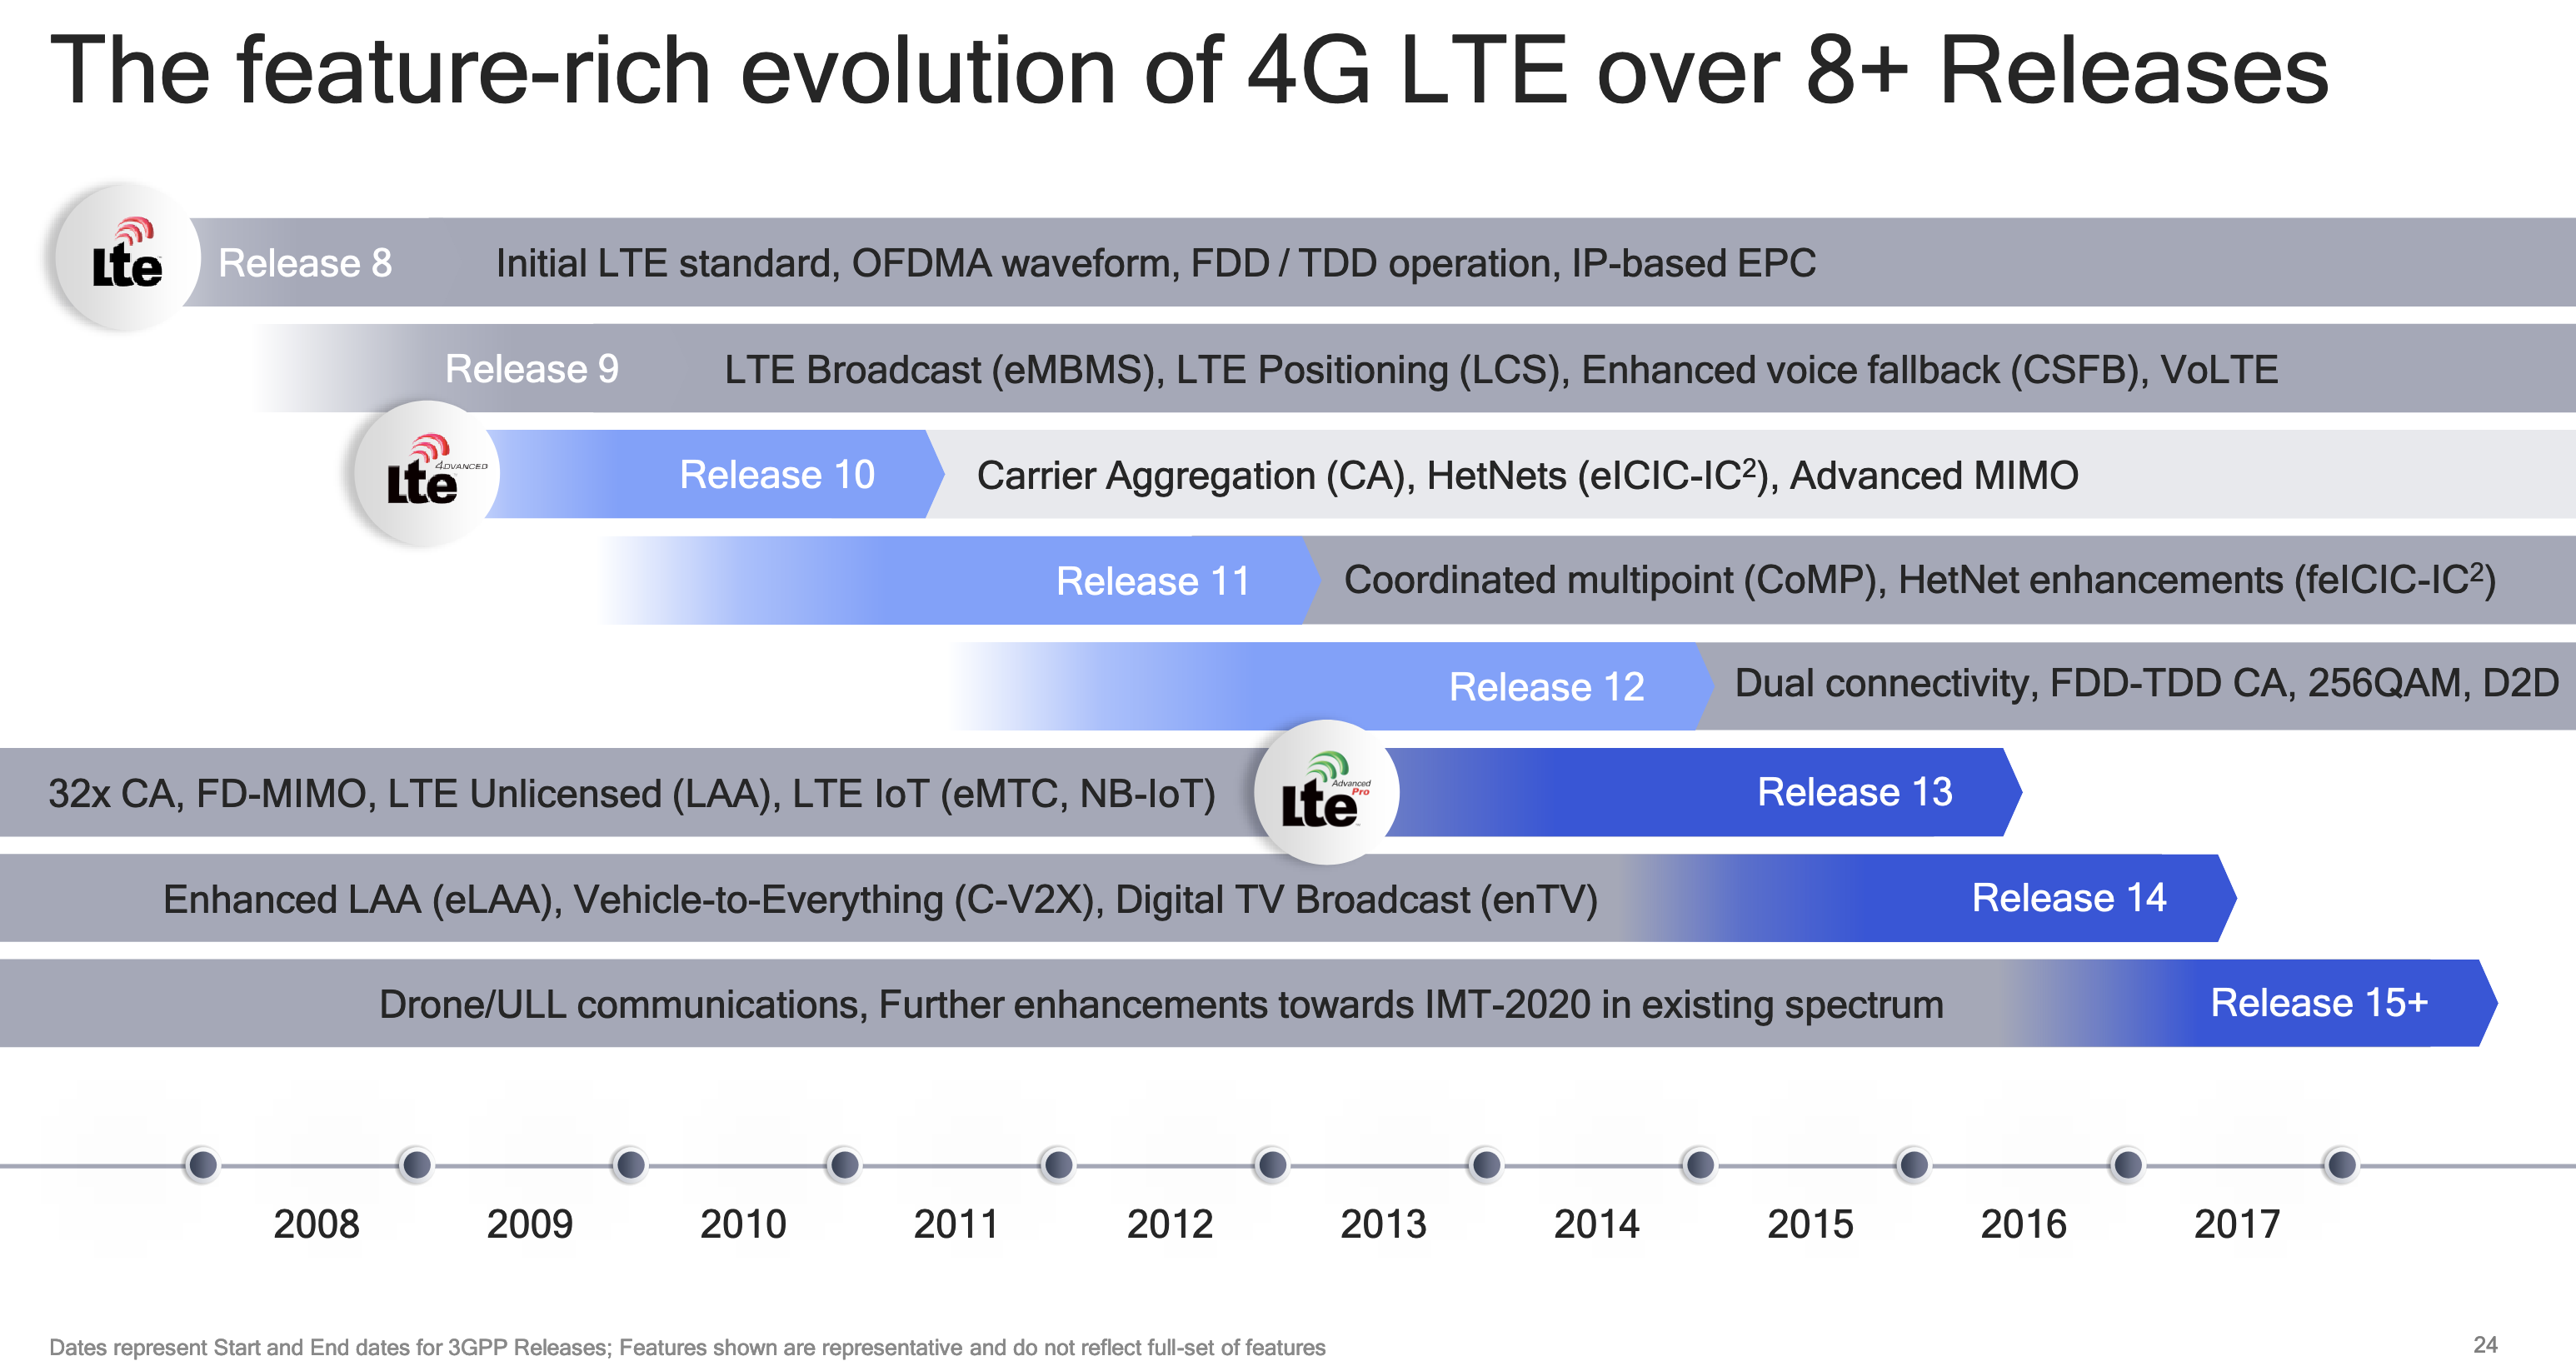 The feature-rich evolution of 4G LTE over 8+ Releases
Lte
Release 8
Initial LTE standard, OFDMA waveform, FDD / TDD operation, IP-based EPC
Release 9
LTE Broadcast (eMBMS), LTE Positioning (LCS), Enhanced voice fallback (CSFB), VoLTE
Lte 4DVANCED
Release 10
Carrier Aggregation (CA), HetNets (eICIC-IC²), Advanced MIMO
Release 11
Coordinated multipoint (CoMP), HetNet enhancements (feICIC-IC²)
Release 12
Dual connectivity, FDD-TDD CA, 256QAM, D2D
32x CA, FD-MIMO, LTE Unlicensed (LAA), LTE IoT (eMTC, NB-IoT)
Lte Advanced Pro
Release 13
Enhanced LAA (eLAA), Vehicle-to-Everything (C-V2X), Digital TV Broadcast (enTV)
Release 14
Drone/ULL communications, Further enhancements towards IMT-2020 in existing spectrum
Release 15+
2008 2009 2010 2011 2012 2013 2014 2015 2016 2017
Dates represent Start and End dates for 3GPP Releases; Features shown are representative and do not reflect full-set of features
24